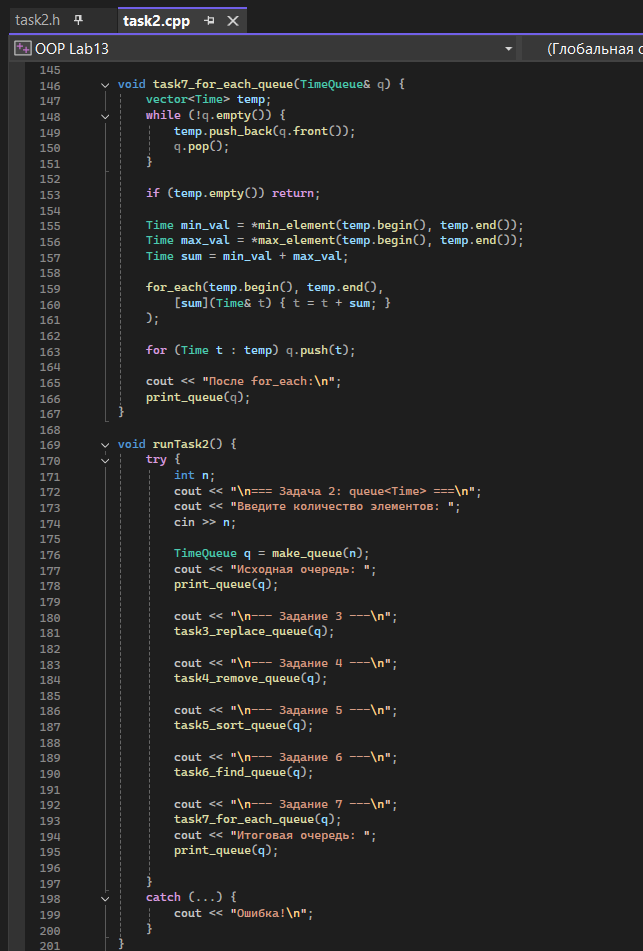 task2.h task2.cpp
OOP Lab13 (Глобальная о
145
146 void task7_for_each_queue(TimeQueue& q) {
147 vector<Time> temp;
148 while (!q.empty()) {
149 temp.push_back(q.front());
150 q.pop();
151 }
152
153 if (temp.empty()) return;
154
155 Time min_val = *min_element(temp.begin(), temp.end());
156 Time max_val = *max_element(temp.begin(), temp.end());
157 Time sum = min_val + max_val;
158
159 for_each(temp.begin(), temp.end(),
160 [sum](Time& t) { t = t + sum; }
161 );
162
163 for (Time t : temp) q.push(t);
164
165 cout << "После for_each:\n";
166 print_queue(q);
167 }
168
169 void runTask2() {
170 try {
171 int n;
172 cout << "\n=== Задача 2: queue<Time> ===\n";
173 cout << "Введите количество элементов: ";
174 cin >> n;
175
176 TimeQueue q = make_queue(n);
177 cout << "Исходная очередь: ";
178 print_queue(q);
179
180 cout << "\n--- Задание 3 ---\n";
181 task3_replace_queue(q);
182
183 cout << "\n--- Задание 4 ---\n";
184 task4_remove_queue(q);
185
186 cout << "\n--- Задание 5 ---\n";
187 task5_sort_queue(q);
188
189 cout << "\n--- Задание 6 ---\n";
190 task6_find_queue(q);
191
192 cout << "\n--- Задание 7 ---\n";
193 task7_for_each_queue(q);
194 cout << "Итоговая очередь: ";
195 print_queue(q);
196
197 }
198 catch (...) {
199 cout << "Ошибка!\n";
200 }
201 }